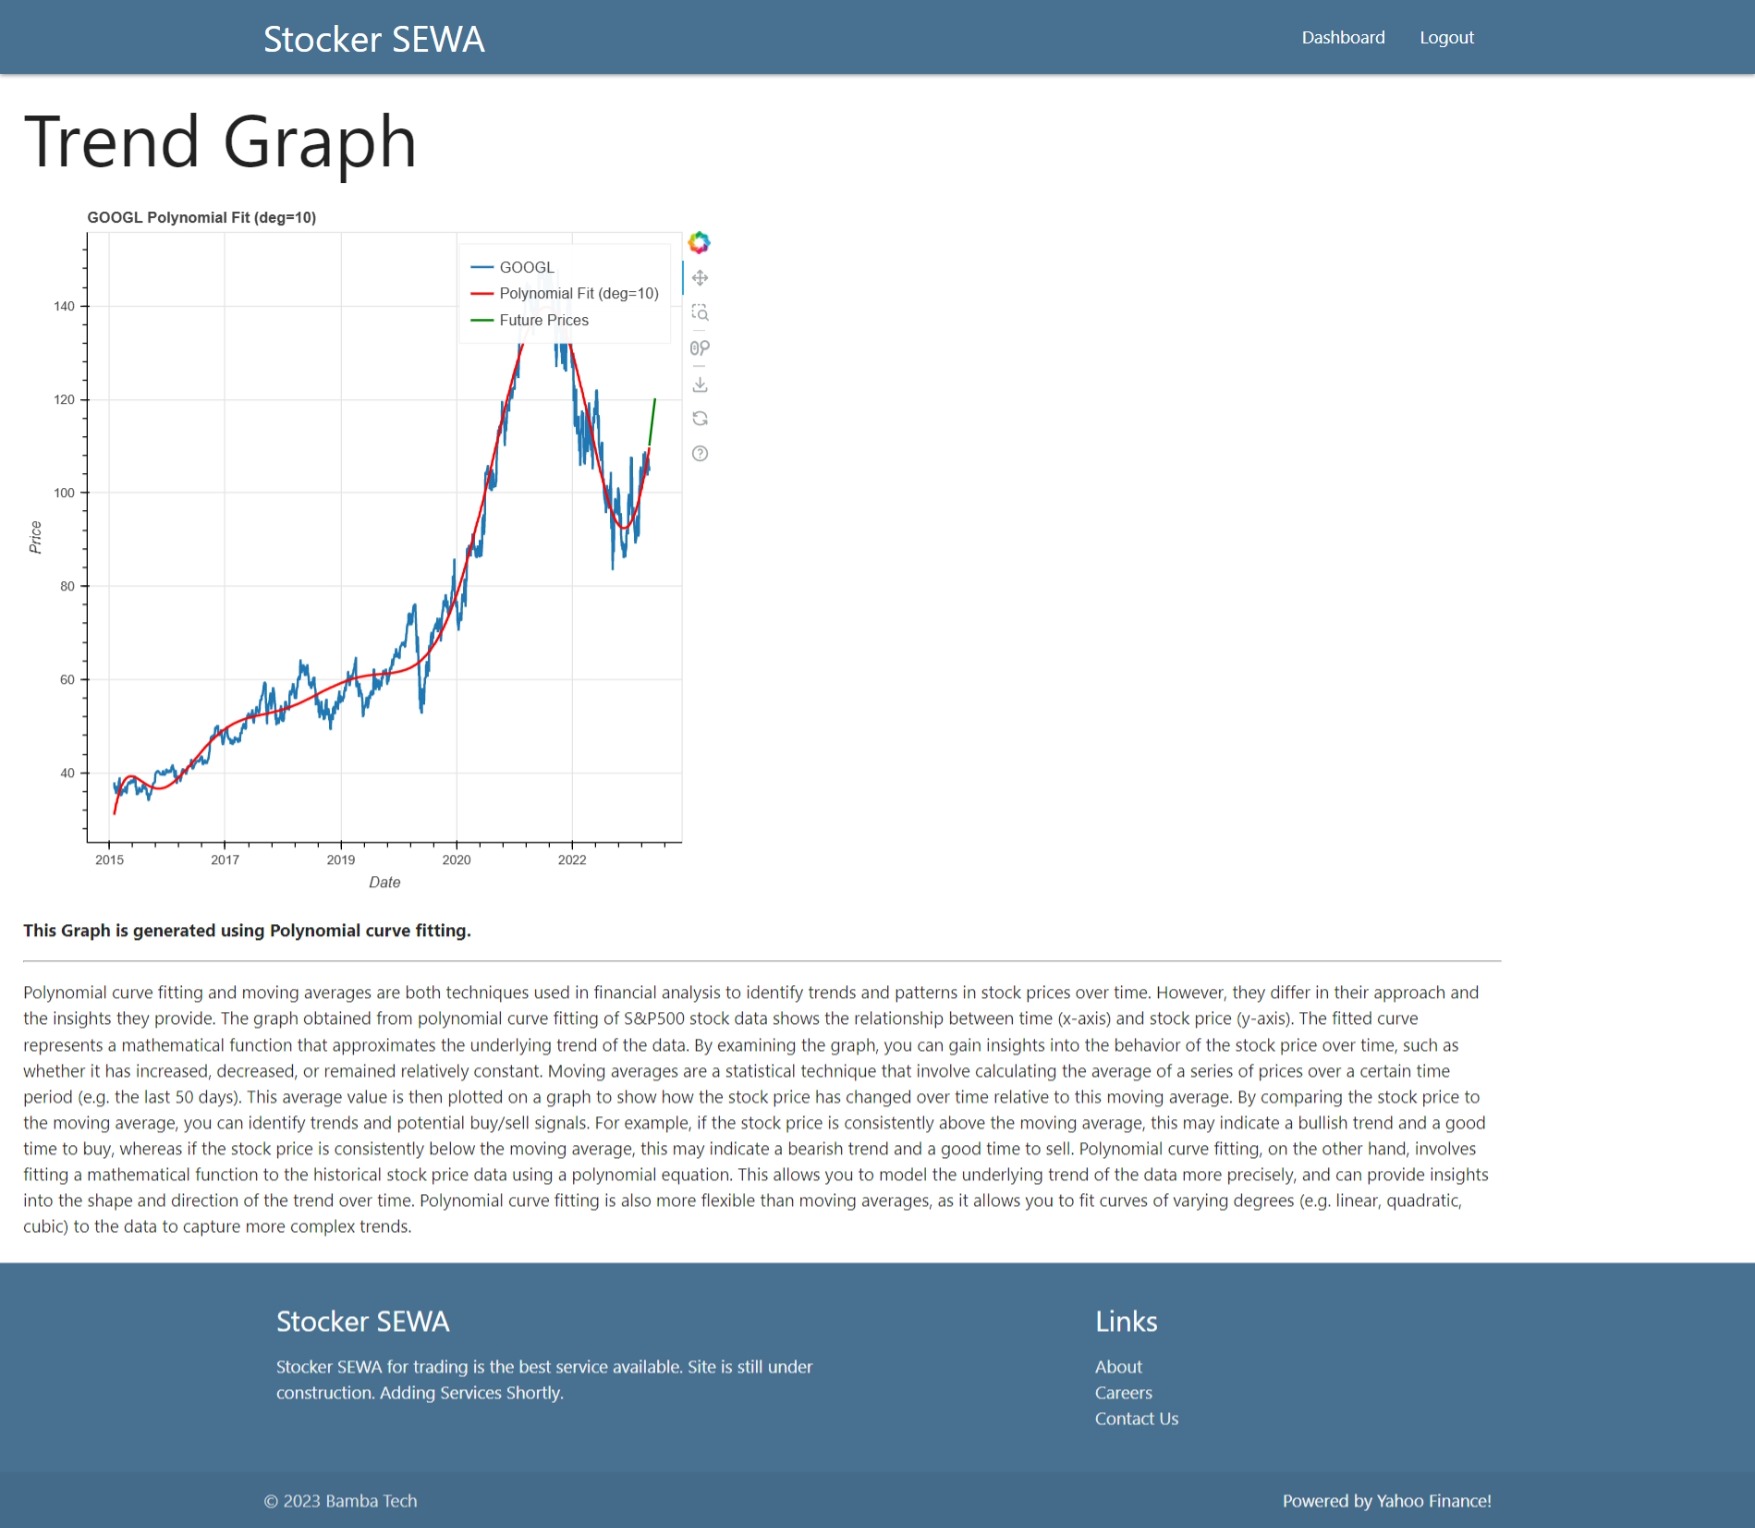 Stocker SEWA
Dashboard
Logout
Trend Graph
GOOGL Polynomial Fit (deg=10)
GOOGL
Polynomial Fit (deg=10)
Future Prices
140
120
100
80
60
40
Price
2015
2017
2019
2020
2022
Date
This Graph is generated using Polynomial curve fitting.
Polynomial curve fitting and moving averages are both techniques used in financial analysis to identify trends and patterns in stock prices over time. However, they differ in their approach and
the insights they provide. The graph obtained from polynomial curve fitting of S&P500 stock data shows the relationship between time (x-axis) and stock price (y-axis). The fitted curve
represents a mathematical function that approximates the underlying trend of the data. By examining the graph, you can gain insights into the behavior of the stock price over time, such as
whether it has increased, decreased, or remained relatively constant. Moving averages are a statistical technique that involve calculating the average of a series of prices over a certain time
period (e.g. the last 50 days). This average value is then plotted on a graph to show how the stock price has changed over time relative to this moving average. By comparing the stock price to
the moving average, you can identify trends and potential buy/sell signals. For example, if the stock price is consistently above the moving average, this may indicate a bullish trend and a good
time to buy, whereas if the stock price is consistently below the moving average, this may indicate a bearish trend and a good time to sell. Polynomial curve fitting, on the other hand, involves
fitting a mathematical function to the historical stock price data using a polynomial equation. This allows you to model the underlying trend of the data more precisely, and can provide insights
into the shape and direction of the trend over time. Polynomial curve fitting is also more flexible than moving averages, as it allows you to fit curves of varying degrees (e.g. linear, quadratic,
cubic) to the data to capture more complex trends.
Stocker SEWA
Stocker SEWA for trading is the best service available. Site is still under
construction. Adding Services Shortly.
Links
About
Careers
Contact Us
© 2023 Bamba Tech
Powered by Yahoo Finance!